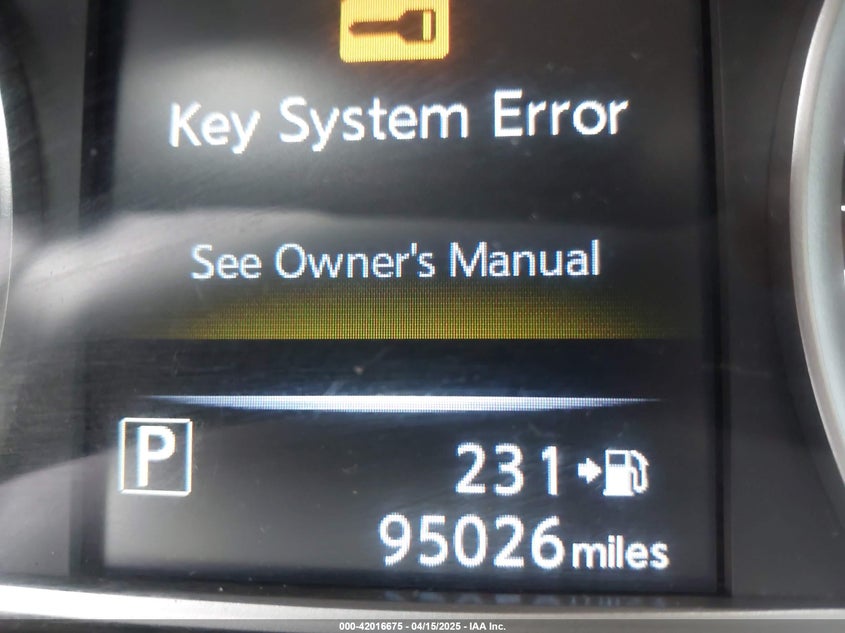 Key System Error
See Owner's Manual
P
231
95026 miles
000-42016675 - 04/15/2025 - IAA Inc.